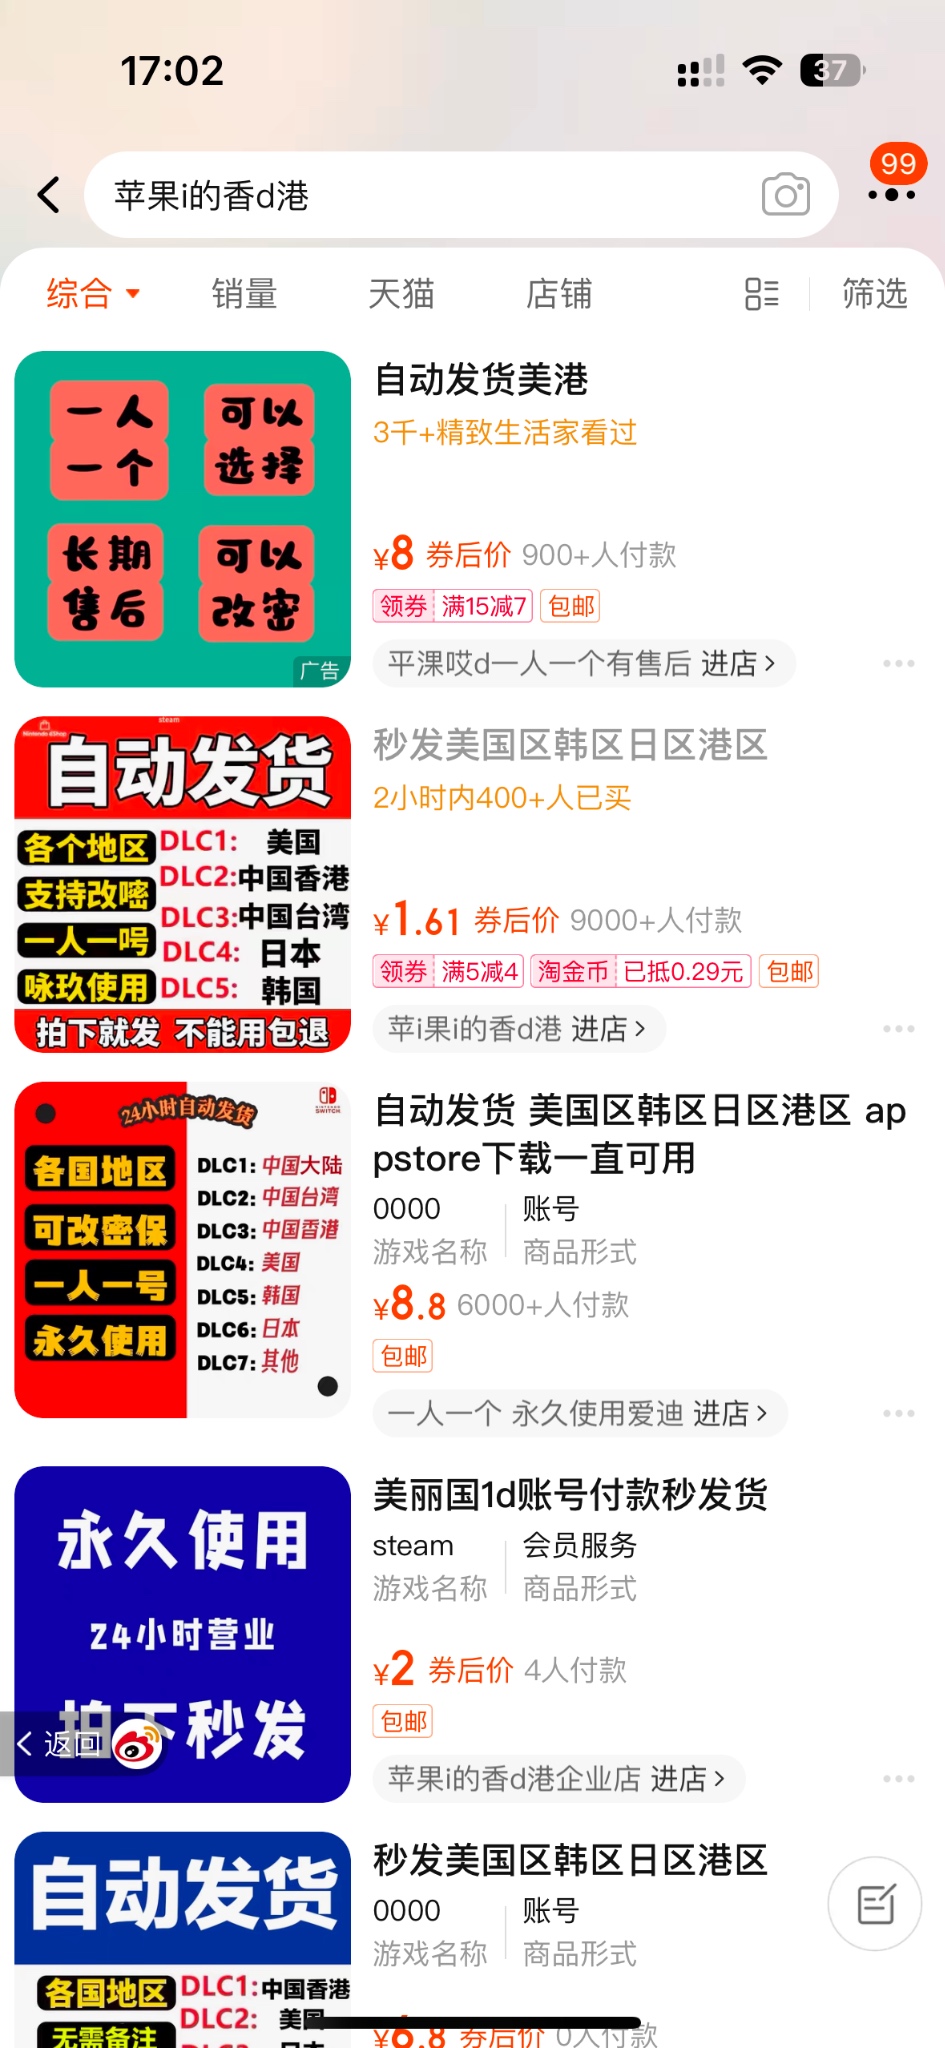 17:02
37
苹果i的香d港
99
综合
销量
天猫
店铺
筛选
一人
一个
可以
选择
长期
售后
可以
改密
广告
自动发货美港
3千+精致生活家看过
¥8 券后价 900+人付款
领券 满15减7 包邮
平淉哎d一人一个有售后 进店
steam
Nintendo eShop
自动发货
各个地区
支持改嘧
一人一呺
咏玖使用
DLC1: 美国
DLC2:中国香港
DLC3:中国台湾
DLC4: 日本
DLC5: 韩国
拍下就发 不能用包退
秒发美国区韩区日区港区
2小时内400+人已买
¥1.61 券后价 9000+人付款
领券 满5减4 淘金币 已抵0.29元 包邮
苹i果i的香d港 进店
24小时自动发货
SWITCH
各国地区
可改密保
一人一号
永久使用
DLC1: 中国大陆
DLC2: 中国台湾
DLC3: 中国香港
DLC4: 美国
DLC5: 韩国
DLC6: 日本
DLC7: 其他
自动发货 美国区韩区日区港区 ap
pstore下载一直可用
0000 账号
游戏名称 商品形式
¥8.8 6000+人付款
包邮
一人一个 永久使用爱迪 进店
永久使用
24小时营业
拍下秒发
返回
美丽国1d账号付款秒发货
steam 会员服务
游戏名称 商品形式
¥2 券后价 4人付款
包邮
苹果i的香d港企业店 进店
自动发货
各国地区
无需备注
DLC1:中国香港
DLC2: 美国
秒发美国区韩区日区港区
0000 账号
游戏名称 商品形式
¥6.8 券后价 0人付款